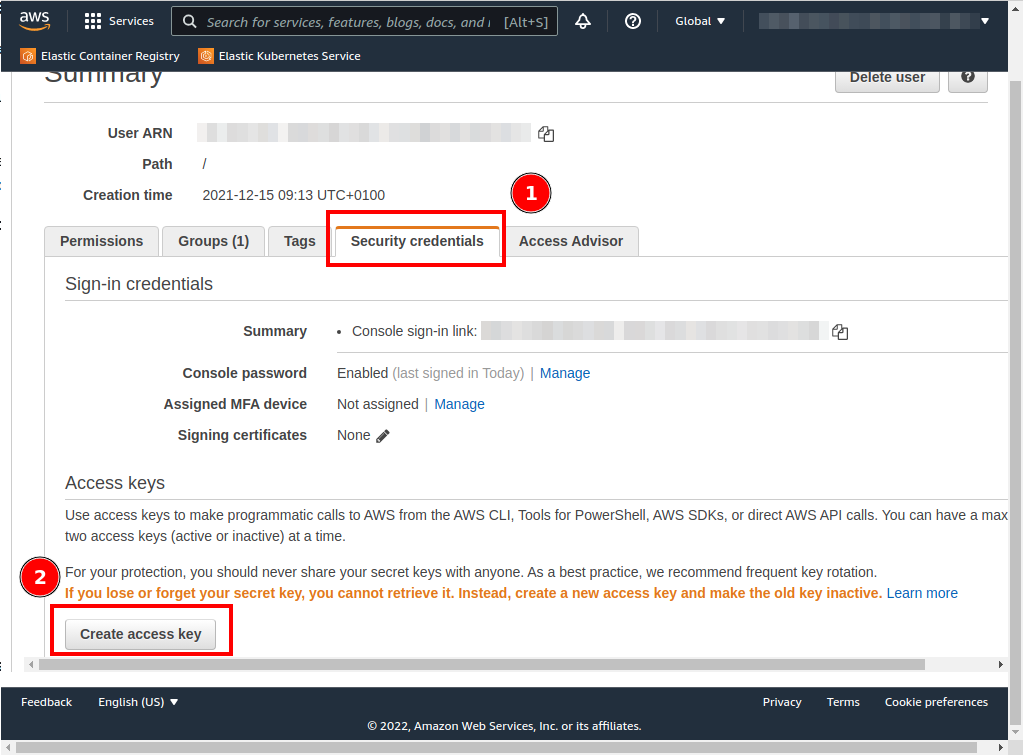 aws Services Search for services, features, blogs, docs, and [Alt+S] Global
Elastic Container Registry Elastic Kubernetes Service
Summary Delete user ?
User ARN
Path /
Creation time 2021-12-15 09:13 UTC+0100
1
Permissions Groups (1) Tags Security credentials Access Advisor
Sign-in credentials
Summary • Console sign-in link:
Console password Enabled (last signed in Today) | Manage
Assigned MFA device Not assigned | Manage
Signing certificates None
Access keys
Use access keys to make programmatic calls to AWS from the AWS CLI, Tools for PowerShell, AWS SDKs, or direct AWS API calls. You can have a max
two access keys (active or inactive) at a time.
2
For your protection, you should never share your secret keys with anyone. As a best practice, we recommend frequent key rotation.
If you lose or forget your secret key, you cannot retrieve it. Instead, create a new access key and make the old key inactive. Learn more
Create access key
Feedback English (US) Privacy Terms Cookie preferences
© 2022, Amazon Web Services, Inc. or its affiliates.